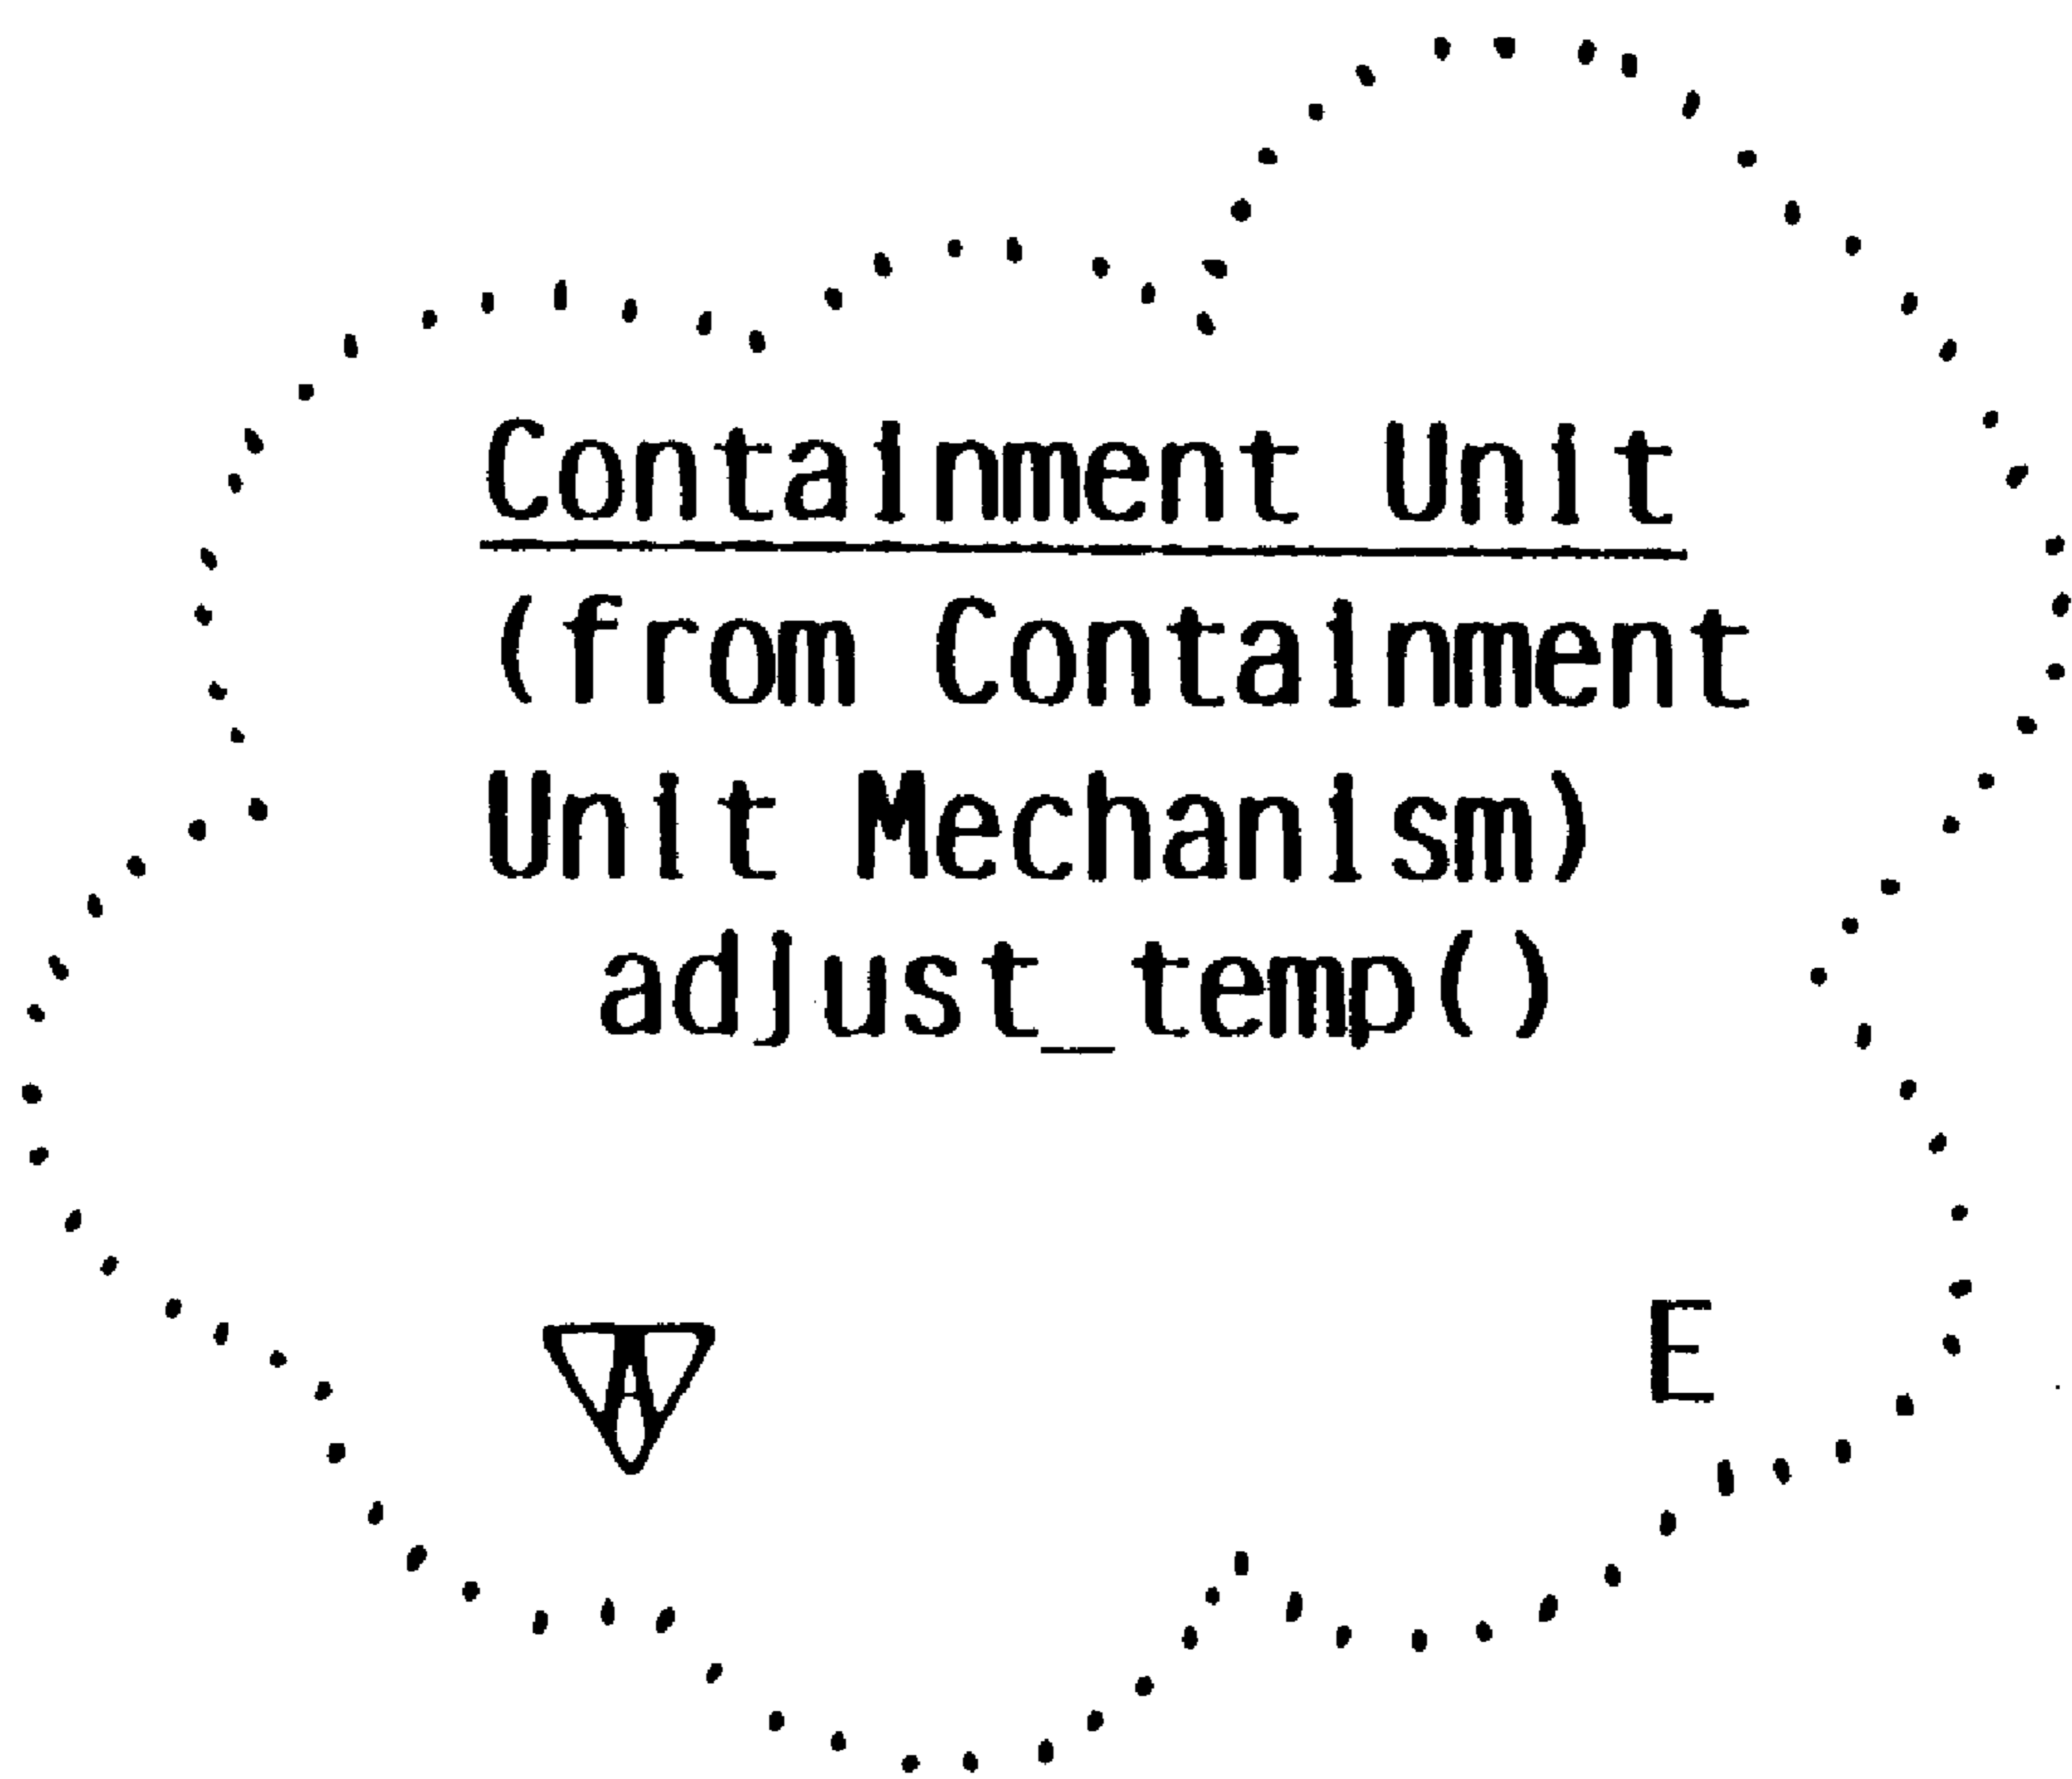 Containment Unit
(from Containment
Unit Mechanism)
adjust_temp()
A
E